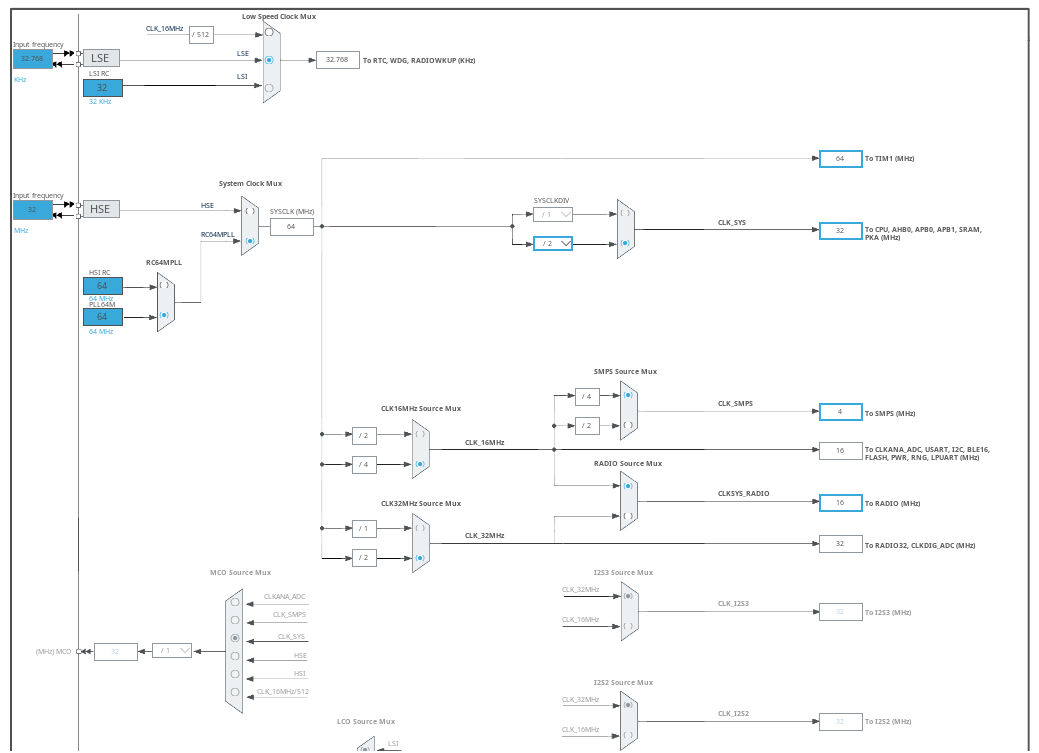 Low Speed Clock Mux
CLK_16MHz
/ 512
Input frequency
32.768
KHz
LSE
LSE
32.768
To RTC, WDG, RADIOWKUP (KHz)
LSI RC
32
32 KHz
LSI
64
To TIM1 (MHz)
System Clock Mux
Input frequency
32
MHz
HSE
HSE
SYSCLK (MHz)
64
RC64MPLL
SYSCLKDIV
/ 1
/ 2
CLK_SYS
32
To CPU, AHB0, APB0, APB1, SRAM,
PKA (MHz)
RC64MPLL
HSI RC
64
64 MHz
PLL64M
64
64 MHz
SMPS Source Mux
/ 4
/ 2
CLK_SMPS
4
To SMPS (MHz)
CLK16MHz Source Mux
/ 2
/ 4
CLK_16MHz
16
To CLKANA_ADC, USART, I2C, BLE16,
FLASH, PWR, RNG, LPUART (MHz)
RADIO Source Mux
CLKSYS_RADIO
16
To RADIO (MHz)
CLK32MHz Source Mux
/ 1
/ 2
CLK_32MHz
32
To RADIO32, CLKDIG_ADC (MHz)
MCO Source Mux
CLKANA_ADC
CLK_SMPS
CLK_SYS
HSE
HSI
CLK_16MHz/512
(MHz) MCO
32
/ 1
I2S3 Source Mux
CLK_32MHz
CLK_16MHz
CLK_I2S3
32
To I2S3 (MHz)
I2S2 Source Mux
CLK_32MHz
CLK_16MHz
CLK_I2S2
32
To I2S2 (MHz)
LCO Source Mux
LSI